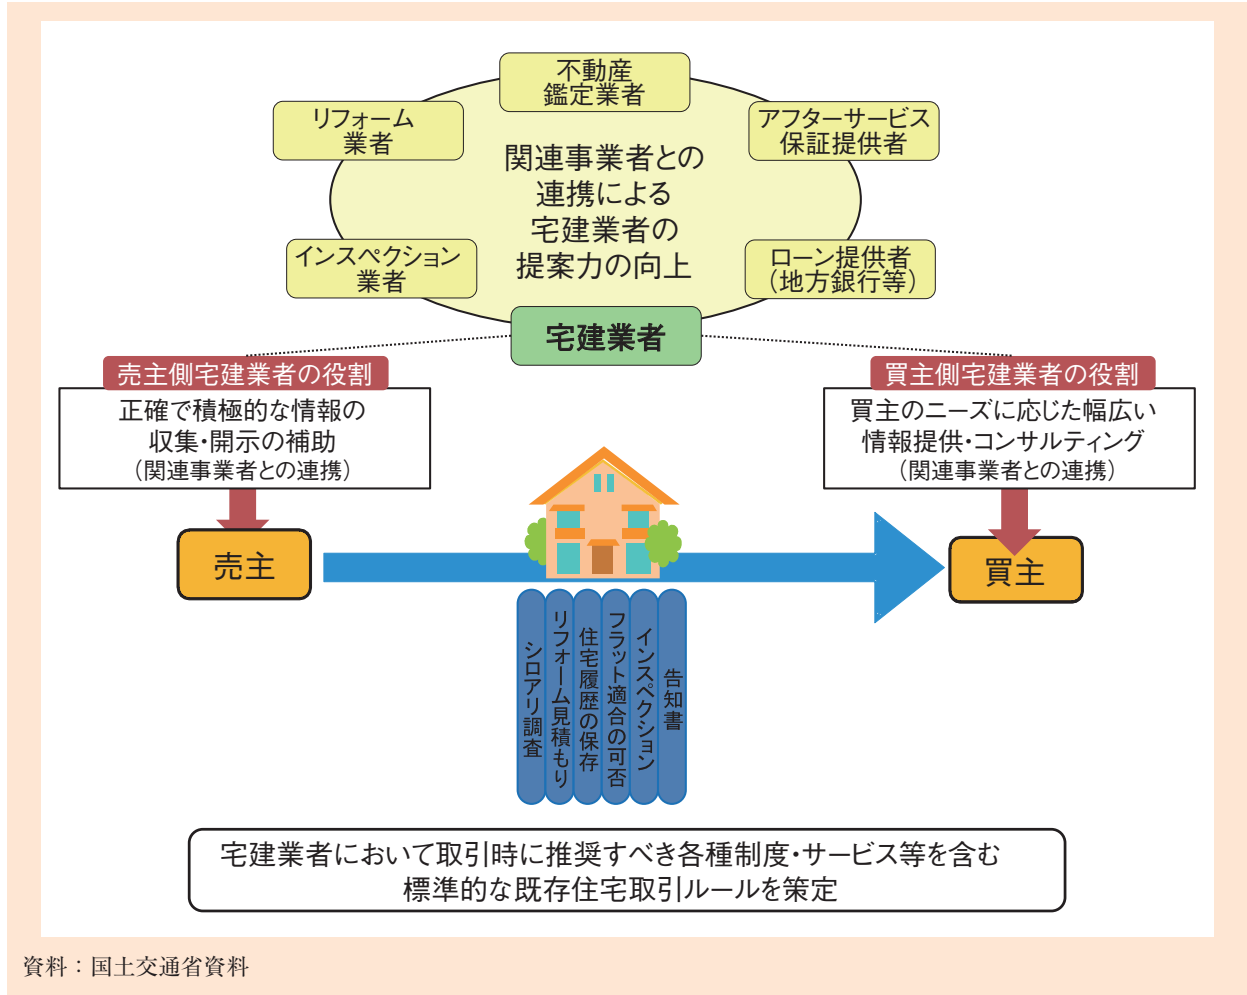 不動産
鑑定業者
リフォーム
業者
アフターサービス
保証提供者
関連事業者との
連携による
宅建業者の
提案力の向上
インスペクション
業者
ローン提供者
（地方銀行等）
宅建業者
売主側宅建業者の役割
正確で積極的な情報の
収集・開示の補助
（関連事業者との連携）
買主側宅建業者の役割
買主のニーズに応じた幅広い
情報提供・コンサルティング
（関連事業者との連携）
売主
買主
シロアリ調査
リフォーム見積もり
住宅履歴の保存
フラット適合の可否
インスペクション
告知書
宅建業者において取引時に推奨すべき各種制度・サービス等を含む
標準的な既存住宅取引ルールを策定
資料：国土交通省資料